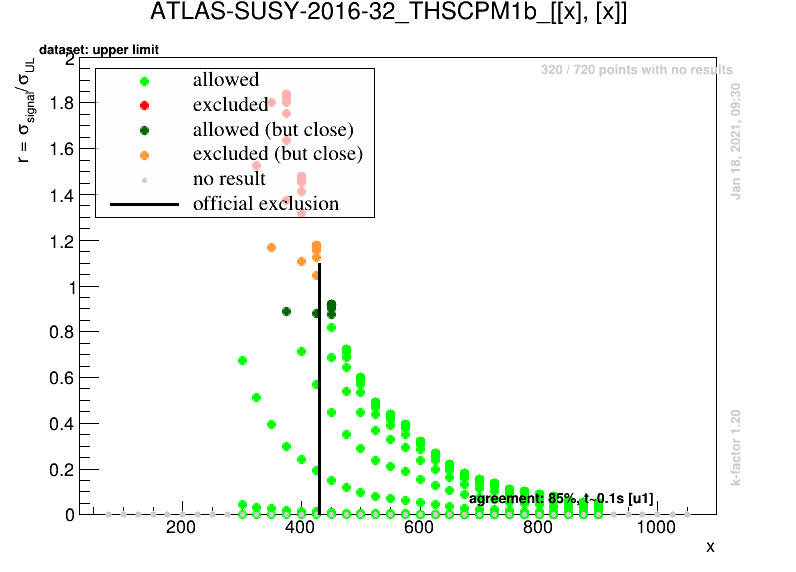 ATLAS-SUSY-2016-32_THSCPM1b_[[x], [x]]
dataset: upper limit
320 / 720 points with no results
r = σsignal/σUL
allowed
excluded
allowed (but close)
excluded (but close)
no result
official exclusion
2
1.8
1.6
1.4
1.2
1
0.8
0.6
0.4
0.2
0
200
400
600
800
1000
x
agreement: 85%, t~0.1s [u1]
Jan 18, 2021, 09:30
k-factor 1.20